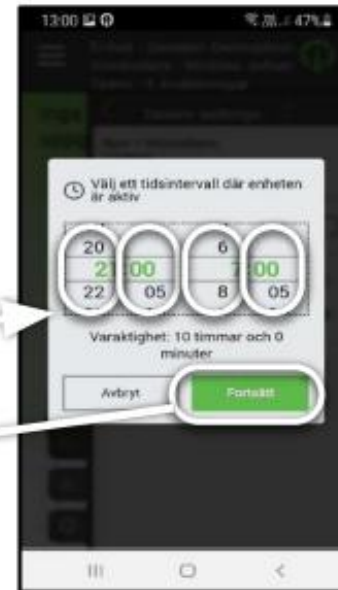 13:00 47%
Välj ett tidsintervall där enheten
är aktiv
20 6
21 00 7 00
22 05 8 05
Varaktighet: 10 timmar och 0
minuter
Avbryt Fortsätt